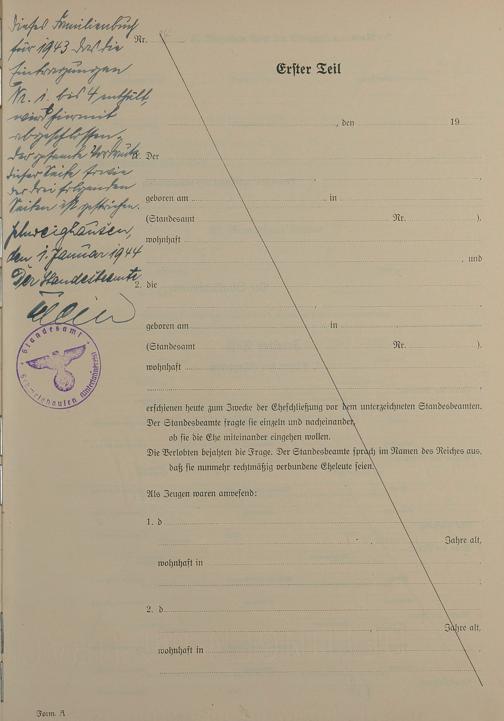 Dieses Familienbuch
für 1943 das die
Eintragungen
Nr. 1. bis 4 enthält,
wird hiermit
abgeschlossen,
der gesamte Vordruck
dieser Seite sowie
der drei folgenden
Seiten ist gestrichen.
Schweighausen,
den 1. Januar 1944
Der Standesbeamte
Standesamt
Nr.
Erster Teil
, den 19
Der
geboren am in
(Standesamt Nr. ).
wohnhaft
, und
2. die
geboren am in
(Standesamt Nr. ).
wohnhaft
erschienen heute zum Zwecke der Eheschließung vor dem unterzeichneten Standesbeamten.
Der Standesbeamte fragte sie einzeln und nacheinander,
ob sie die Ehe miteinander eingehen wollen.
Die Verlobten bejahten die Frage. Der Standesbeamte sprach im Namen des Reiches aus,
daß sie nunmehr rechtmäßig verbundene Eheleute seien.
Als Zeugen waren anwesend:
1. d
Jahre alt,
wohnhaft in
2. d
Jahre alt,
wohnhaft in
Form. A